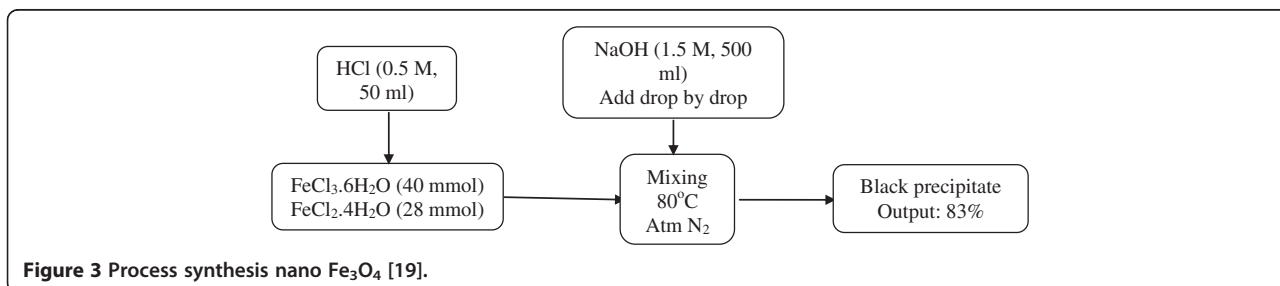 HCl (0.5 M,
50 ml)
NaOH (1.5 M, 500
ml)
Add drop by drop
FeCl₃.6H₂O (40 mmol)
FeCl₂.4H₂O (28 mmol)
Mixing
80°C
Atm N₂
Black precipitate
Output: 83%
Figure 3 Process synthesis nano Fe₃O₄ [19].